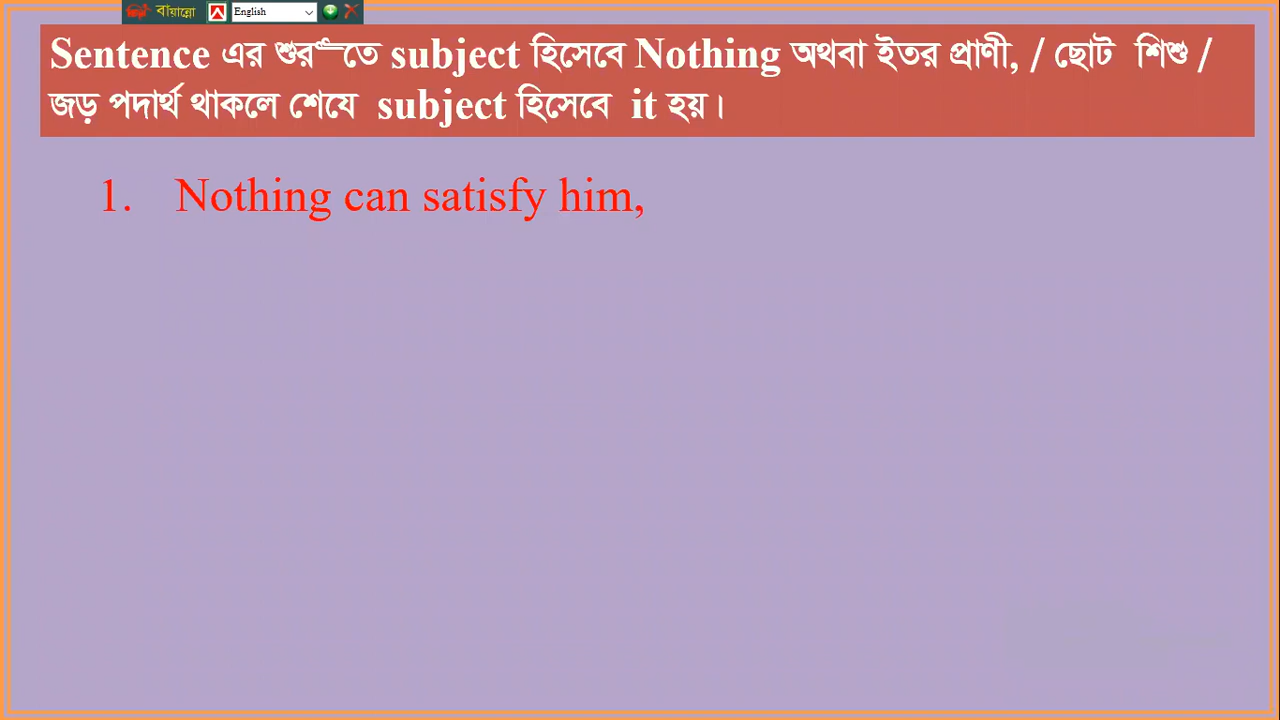 বায়ান্নো English
Sentence এর শুরুতে subject হিসেবে Nothing অথবা ইতর প্রাণী, / ছোট শিশু /
জড় পদার্থ থাকলে শেযে subject হিসেবে it হয়।
1. Nothing can satisfy him,